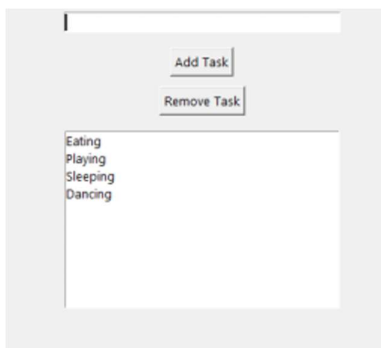 Add Task
Remove Task
Eating
Playing
Sleeping
Dancing